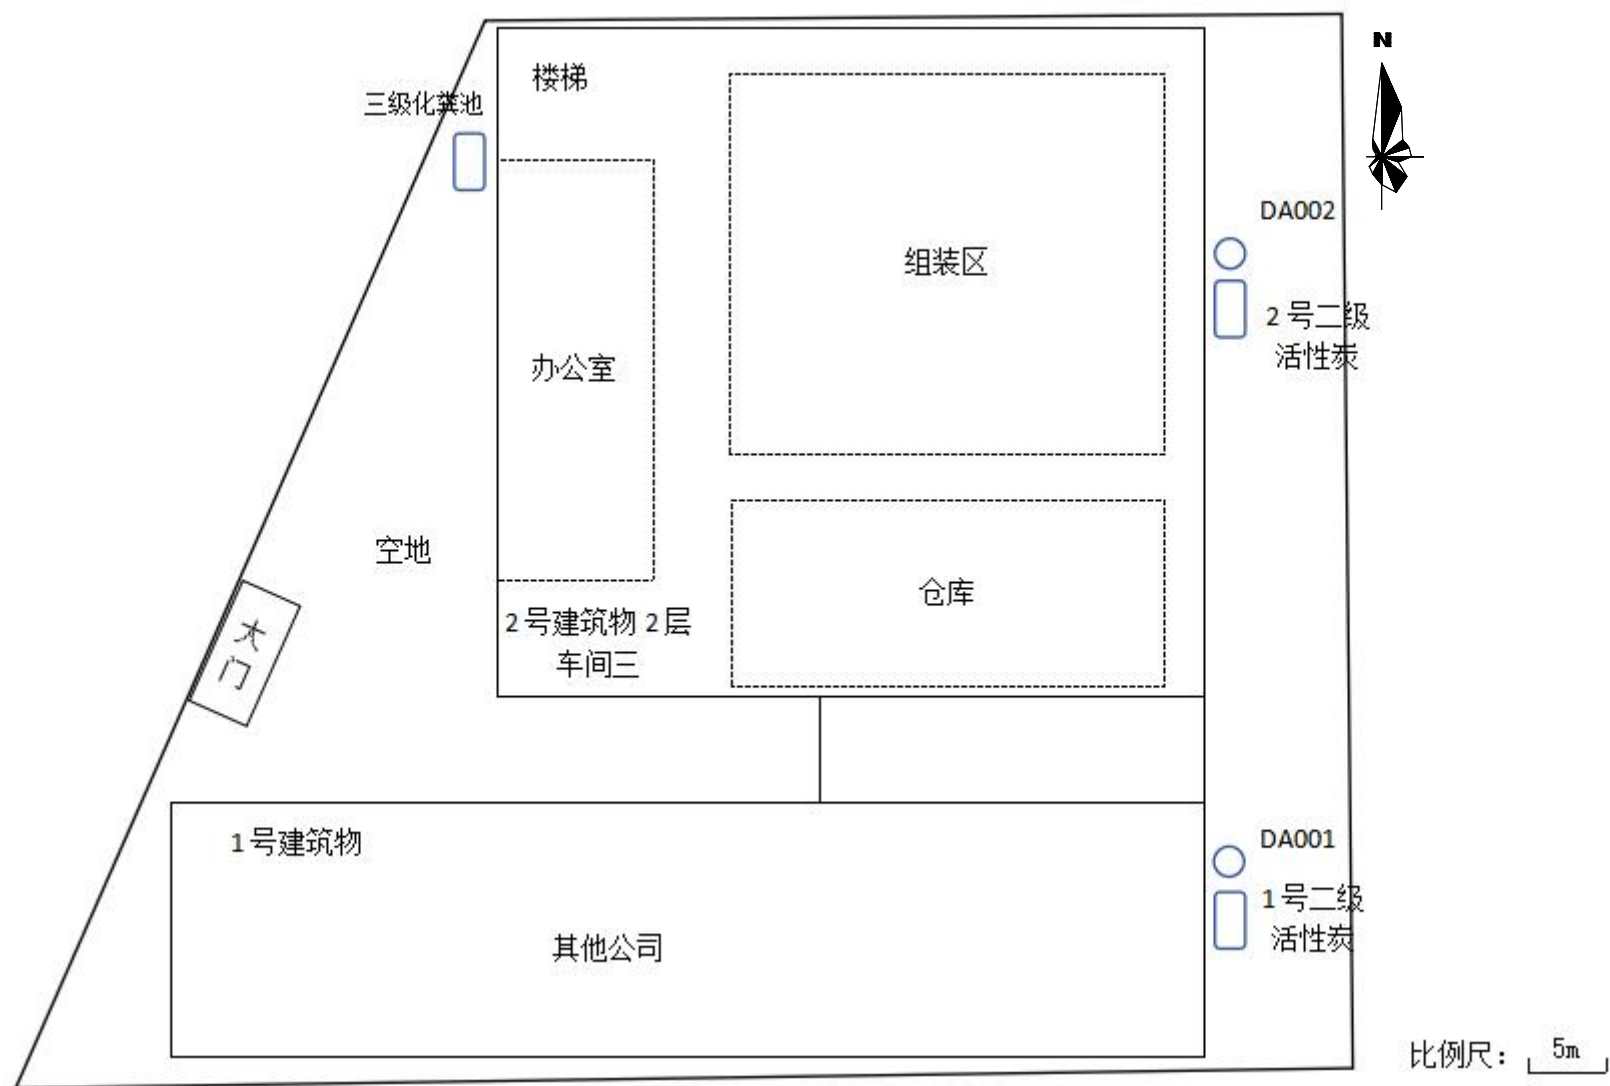 N
楼梯
三级化粪池
DA002
组装区
2号二级
活性炭
办公室
空地
仓库
大
门
2号建筑物 2层
车间三
1号建筑物
DA001
1号二级
活性炭
其他公司
比例尺： 5m